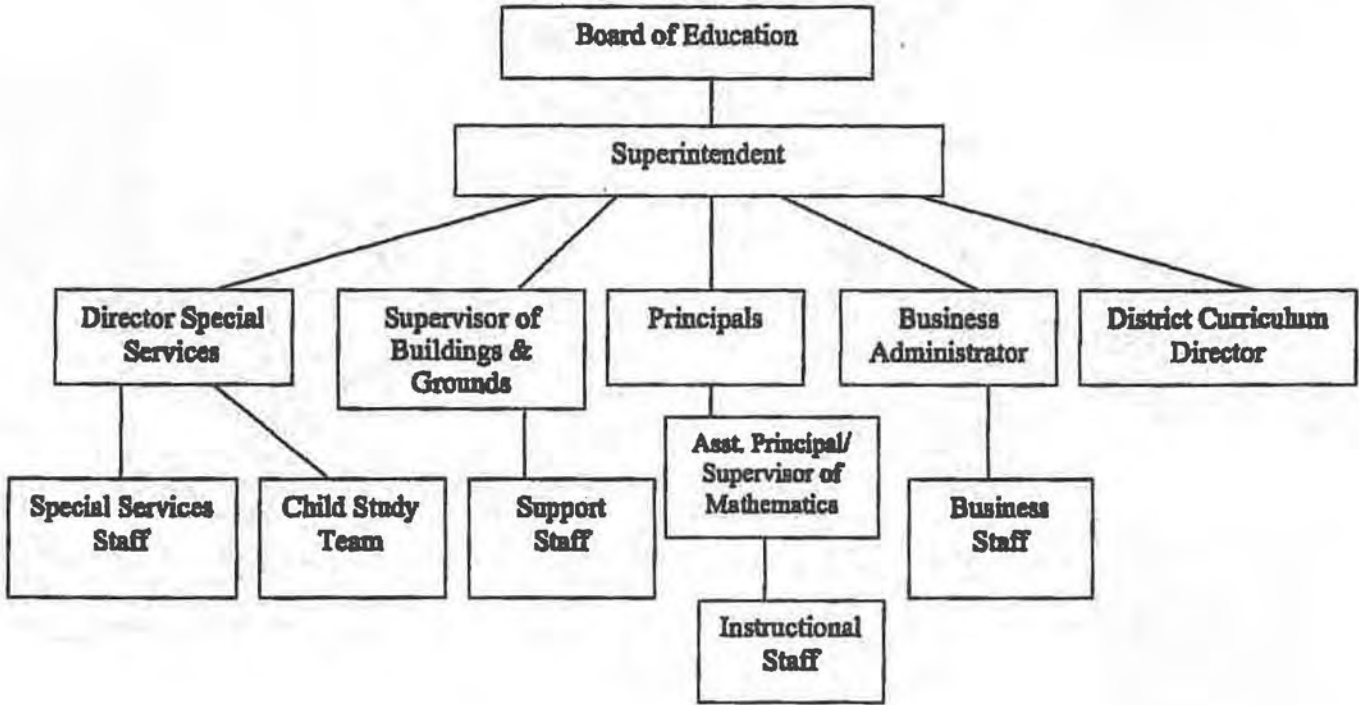 Board of Education
Superintendent
Director Special
Services
Supervisor of
Buildings &
Grounds
Principals
Business
Administrator
District Curriculum
Director
Asst. Principal/
Supervisor of
Mathematics
Special Services
Staff
Child Study
Team
Support
Staff
Business
Staff
Instructional
Staff